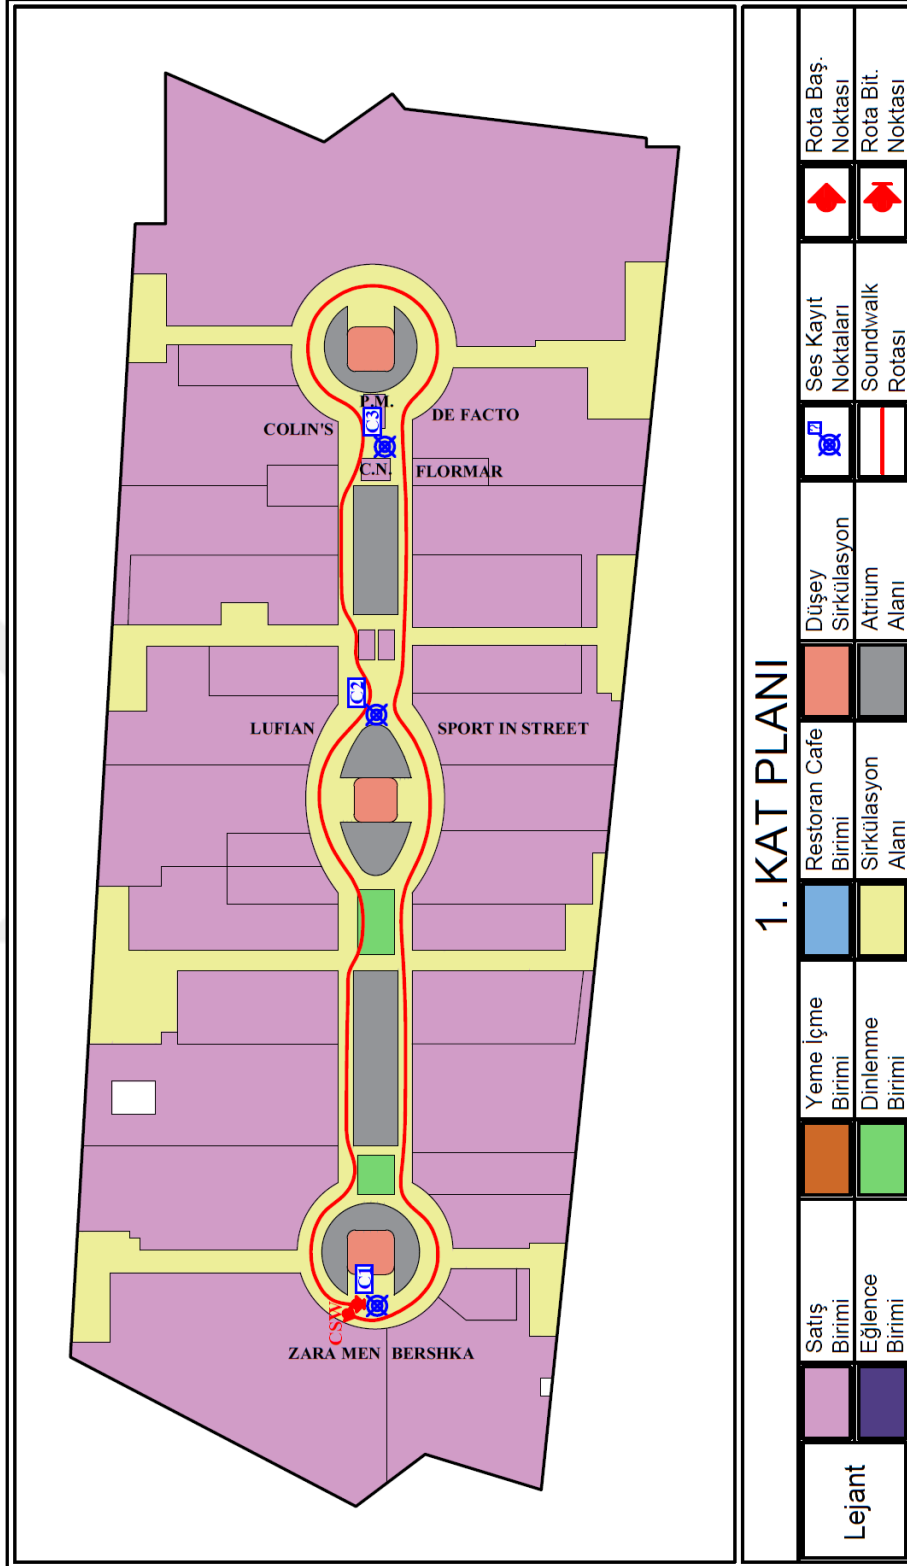 COLIN'S
P.M.
C3
DE FACTO
C.N.
FLORMAR
C2
LUFIAN
SPORT IN STREET
C1
CSW
ZARA MEN
BERSHKA
1. KAT PLANI
Lejant
Satış
Birimi
Eğlence
Birimi
Yeme İçme
Birimi
Dinlenme
Birimi
Restoran Cafe
Birimi
Sirkülasyon
Alanı
Düşey
Sirkülasyon
Atrium
Alanı
Ses Kayıt
Noktaları
Soundwalk
Rotası
Rota Baş.
Noktası
Rota Bit.
Noktası